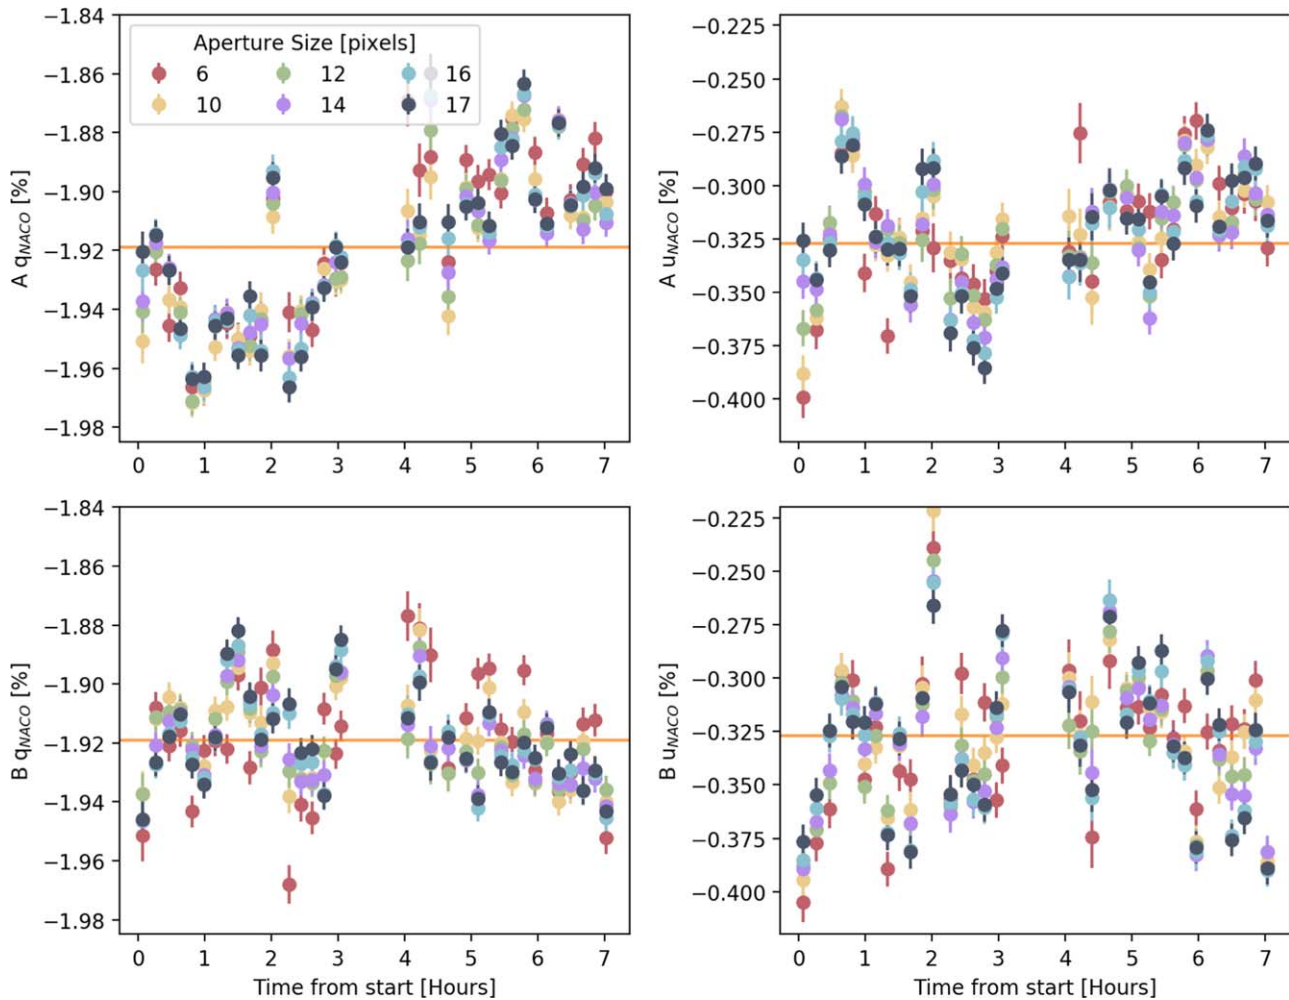 Aperture Size [pixels]
6 12 16
10 14 17
A q_NACO [%]
−1.84
−1.86
−1.88
−1.90
−1.92
−1.94
−1.96
−1.98
0 1 2 3 4 5 6 7
A u_NACO [%]
−0.225
−0.250
−0.275
−0.300
−0.325
−0.350
−0.375
−0.400
0 1 2 3 4 5 6 7
B q_NACO [%]
−1.84
−1.86
−1.88
−1.90
−1.92
−1.94
−1.96
−1.98
0 1 2 3 4 5 6 7
Time from start [Hours]
B u_NACO [%]
−0.225
−0.250
−0.275
−0.300
−0.325
−0.350
−0.375
−0.400
0 1 2 3 4 5 6 7
Time from start [Hours]